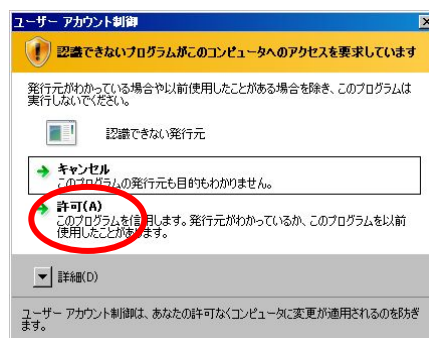 ユーザー アカウント制御
認識できないプログラムがこのコンピュータへのアクセスを要求しています
発行元がわかっている場合や以前使用したことがある場合を除き、このプログラムは
実行しないでください。
認識できない発行元
キャンセル
このプログラムの発行元も目的もわかりません。
許可(A)
このプログラムを信用します。発行元がわかっているか、このプログラムを以前
使用したことがあります。
詳細(D)
ユーザー アカウント制御は、あなたの許可なくコンピュータに変更が適用されるのを防ぎ
ます。